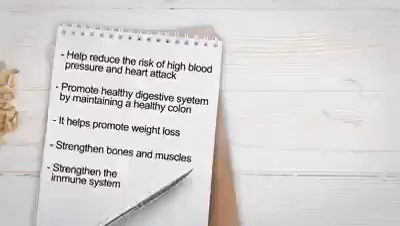 - Help reduce the risk of high blood
pressure and heart attack
- Promote healthy digestive syetem
by maintaining a healthy colon
- It helps promote weight loss
- Strengthen bones and muscles
- Strengthen the
immune system